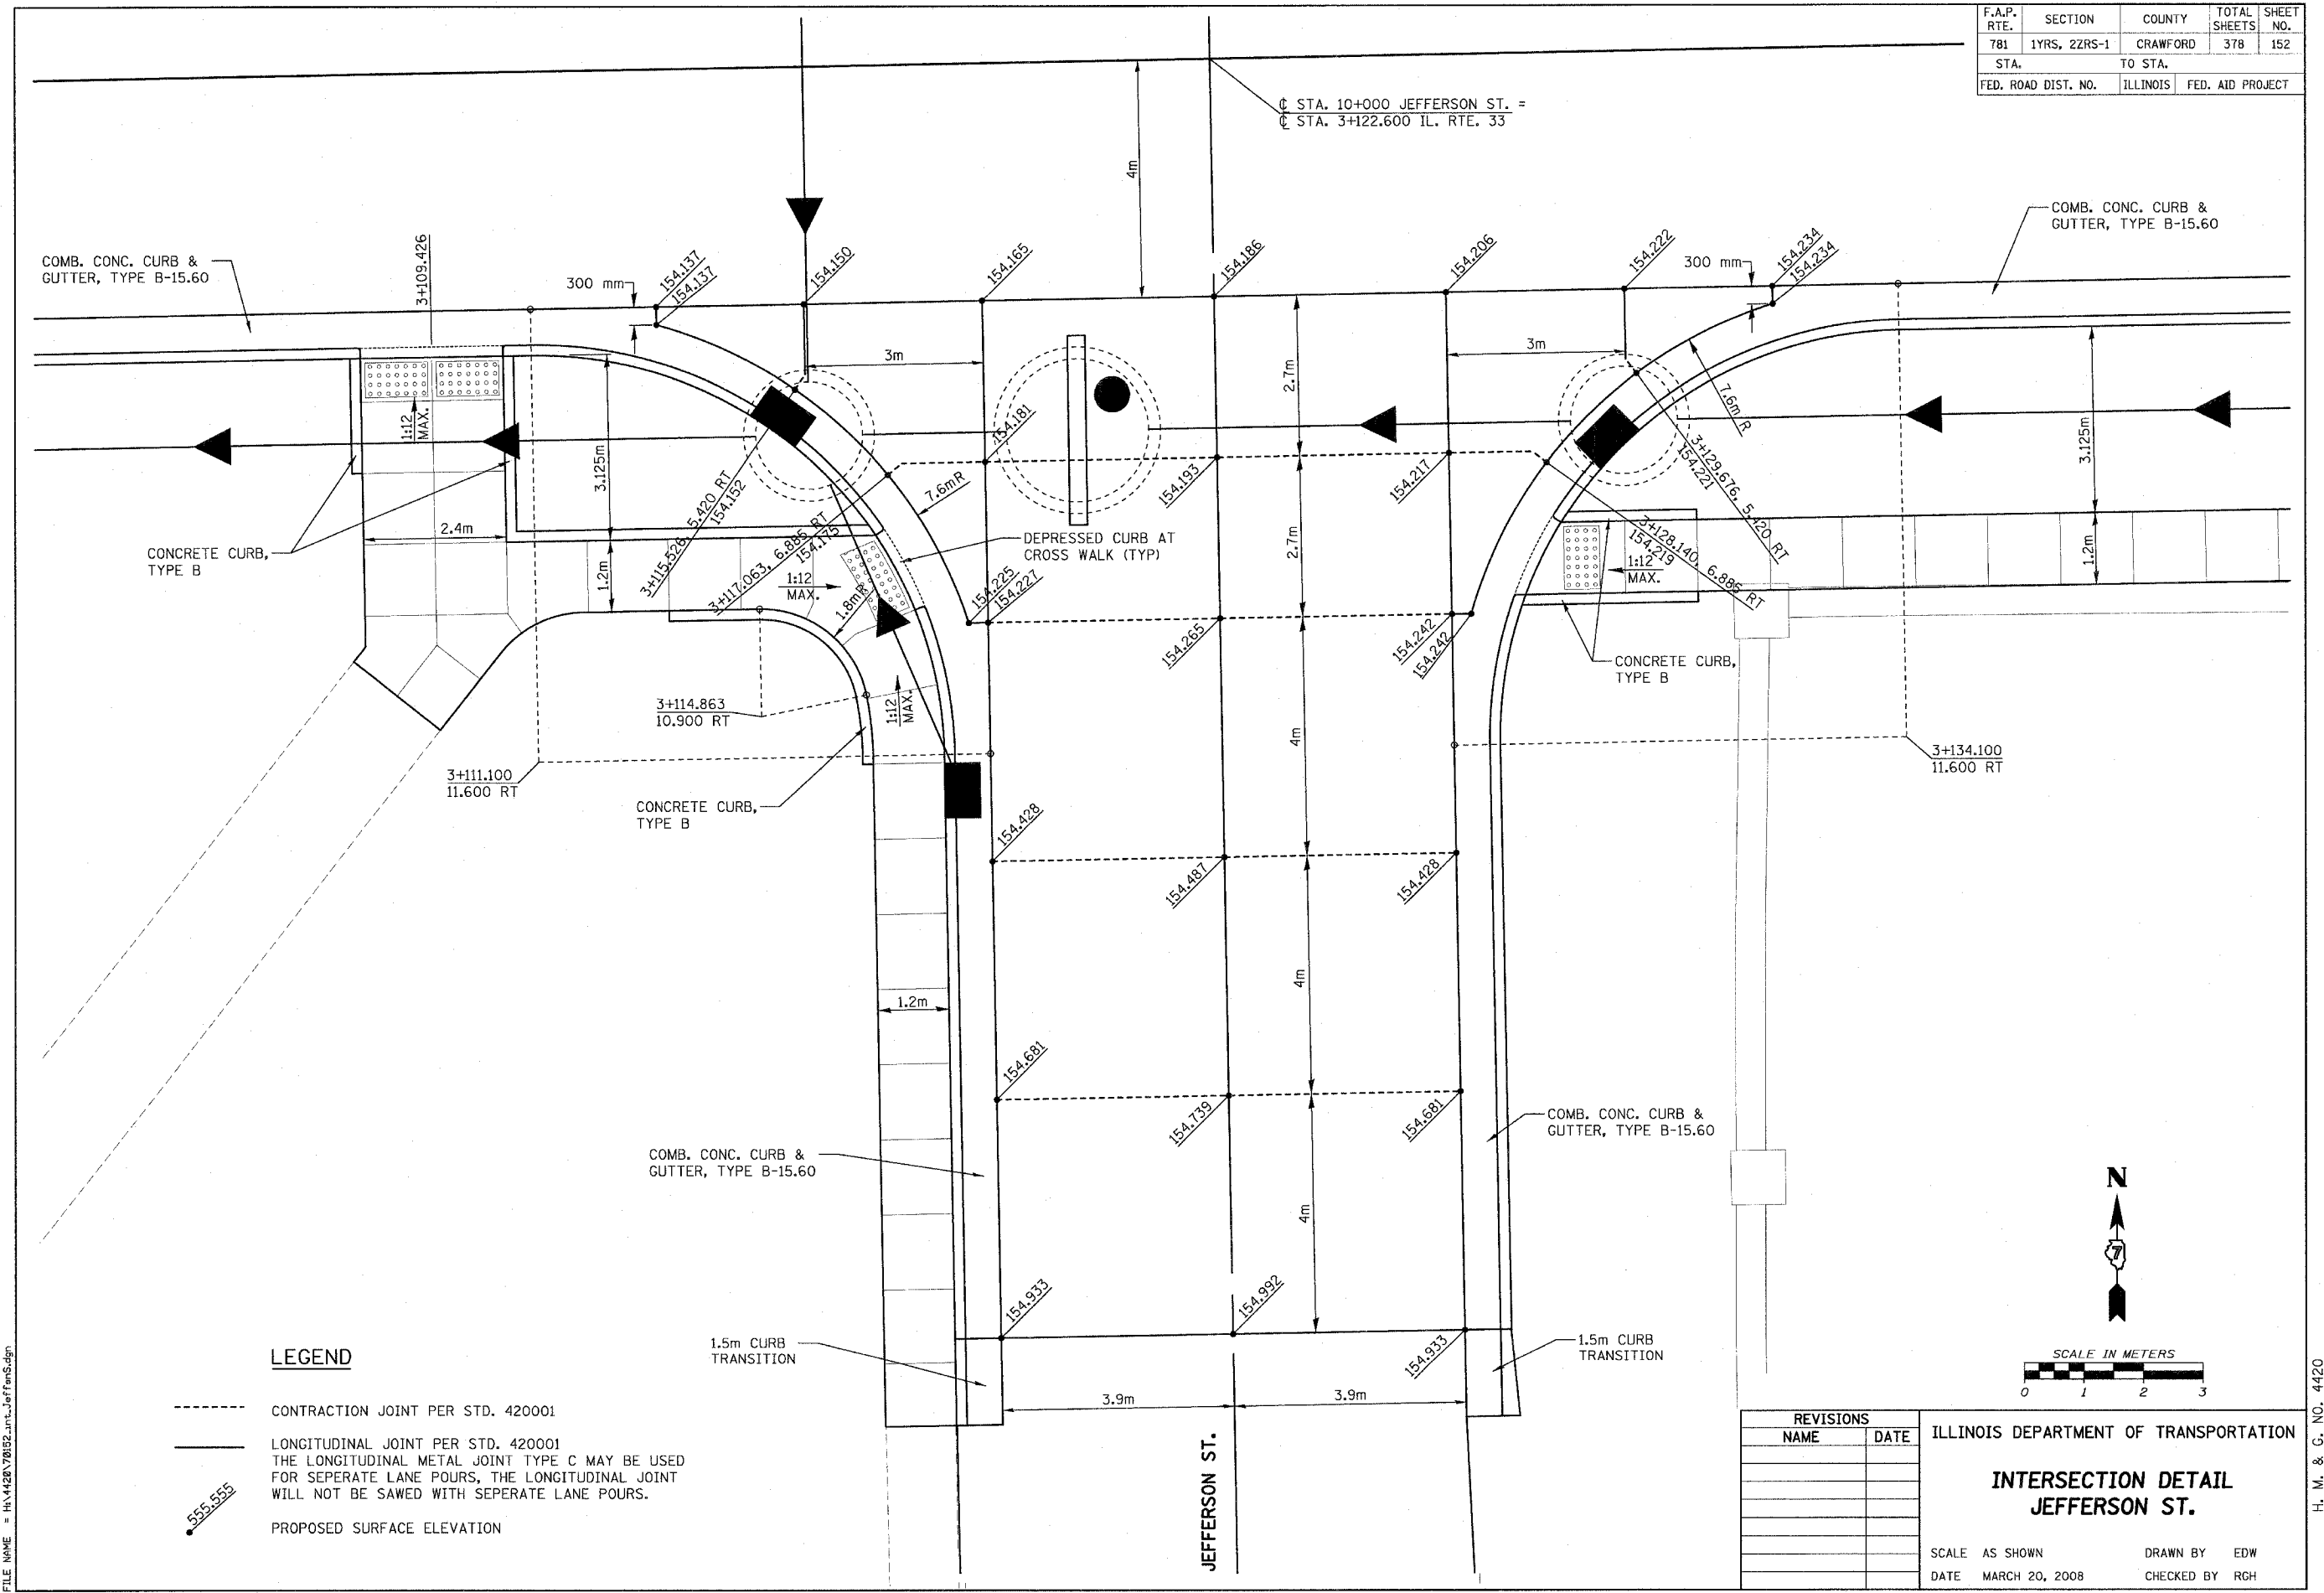 F.A.P. RTE. SECTION COUNTY TOTAL SHEETS SHEET NO.
781 1YRS, 2ZRS-1 CRAWFORD 378 152
STA. TO STA.
FED. ROAD DIST. NO. ILLINOIS FED. AID PROJECT
℄ STA. 10+000 JEFFERSON ST. =
℄ STA. 3+122.600 IL. RTE. 33
4m
COMB. CONC. CURB &
GUTTER, TYPE B-15.60
3+109.426
300 mm
154.137
154.137
154.150
154.165
154.186
154.206
154.222
300 mm
154.234
154.234
COMB. CONC. CURB &
GUTTER, TYPE B-15.60
3m
2.7m
3m
7.6m R
1:12
MAX.
3.125m
154.181
154.193
154.217
3+129.676, 5.420 RT
154.221
3.125m
2.4m
7.6mR
CONCRETE CURB,
TYPE B
3+115.526, 5.420 RT
154.152
3+117.063, 6.885 RT
154.175
DEPRESSED CURB AT
CROSS WALK (TYP)
2.7m
3+128.140, 6.885 RT
154.219
1:12
MAX.
1.2m
1.2m
1:12
MAX.
1.8mR
154.225
154.227
154.265
154.242
154.242
CONCRETE CURB,
TYPE B
3+114.863
10.900 RT
1:12
MAX.
4m
3+111.100
11.600 RT
3+134.100
11.600 RT
CONCRETE CURB,
TYPE B
154.428
154.487
154.428
4m
1.2m
154.681
154.739
154.681
COMB. CONC. CURB &
GUTTER, TYPE B-15.60
COMB. CONC. CURB &
GUTTER, TYPE B-15.60
4m
N
7
154.933
154.992
154.933
1.5m CURB
TRANSITION
1.5m CURB
TRANSITION
3.9m
3.9m
JEFFERSON ST.
SCALE IN METERS
0 1 2 3
LEGEND
CONTRACTION JOINT PER STD. 420001
LONGITUDINAL JOINT PER STD. 420001
THE LONGITUDINAL METAL JOINT TYPE C MAY BE USED
FOR SEPERATE LANE POURS, THE LONGITUDINAL JOINT
WILL NOT BE SAWED WITH SEPERATE LANE POURS.
555.555
PROPOSED SURFACE ELEVATION
REVISIONS
NAME DATE
ILLINOIS DEPARTMENT OF TRANSPORTATION
INTERSECTION DETAIL
JEFFERSON ST.
SCALE AS SHOWN DRAWN BY EDW
DATE MARCH 20, 2008 CHECKED BY RGH
H. M. & G. NO. 4420
FILE NAME =